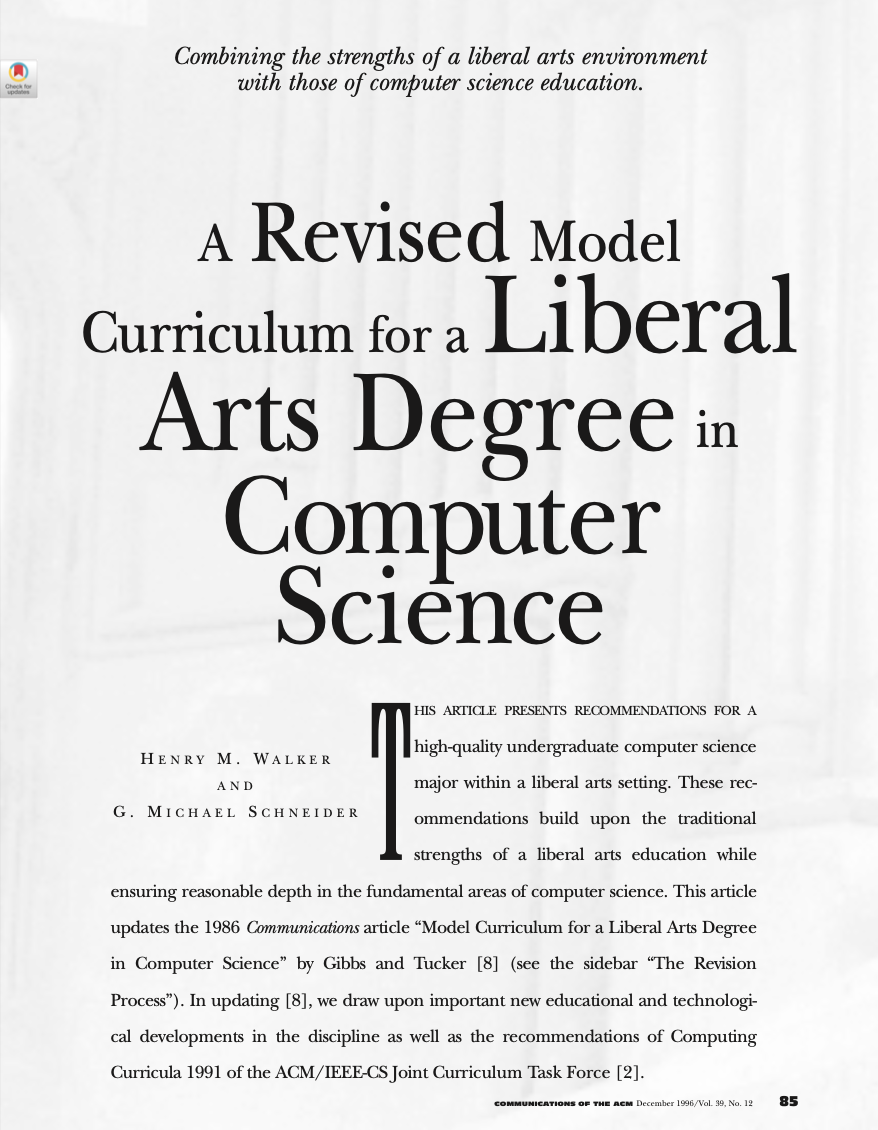 Combining the strengths of a liberal arts environment
with those of computer science education.
Check for
updates
A Revised Model
Curriculum for a Liberal
Arts Degree in
Computer
Science
HENRY M. WALKER
AND
G. MICHAEL SCHNEIDER
THIS ARTICLE PRESENTS RECOMMENDATIONS FOR A
high-quality undergraduate computer science
major within a liberal arts setting. These rec-
ommendations build upon the traditional
strengths of a liberal arts education while
ensuring reasonable depth in the fundamental areas of computer science. This article
updates the 1986 Communications article “Model Curriculum for a Liberal Arts Degree
in Computer Science” by Gibbs and Tucker [8] (see the sidebar “The Revision
Process”). In updating [8], we draw upon important new educational and technologi-
cal developments in the discipline as well as the recommendations of Computing
Curricula 1991 of the ACM/IEEE-CS Joint Curriculum Task Force [2].
COMMUNICATIONS OF THE ACM December 1996/Vol. 39, No. 12 85